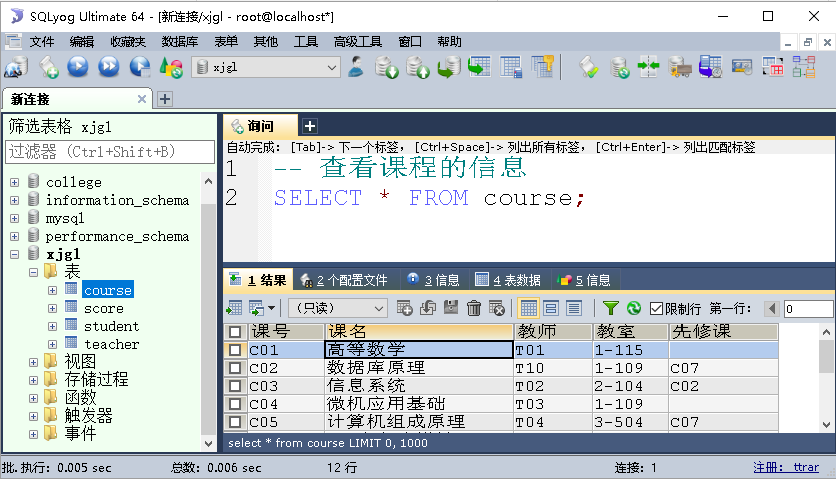 SQLyog Ultimate 64 - [新连接/xjgl - root@localhost*]
文件 编辑 收藏夹 数据库 表单 其他 工具 高级工具 窗口 帮助
xjgl
新连接
筛选表格 xjgl
过滤器 (Ctrl+Shift+B)
college
information_schema
mysql
performance_schema
xjgl
表
course
score
student
teacher
视图
存储过程
函数
触发器
事件
询问
自动完成: [Tab]-> 下一个标签, [Ctrl+Space]-> 列出所有标签, [Ctrl+Enter]-> 列出匹配标签
1 -- 查看课程的信息
2 SELECT * FROM course;
1 结果 2 个配置文件 3 信息 4 表数据 5 信息
(只读) 限制行 第一行: 0
课号 课名 教师 教室 先修课
C01 高等数学 T01 1-115
C02 数据库原理 T10 1-109 C07
C03 信息系统 T02 2-104 C02
C04 微机应用基础 T03 1-109
C05 计算机组成原理 T04 3-504 C07
select * from course LIMIT 0, 1000
批.执行: 0.005 sec 总数: 0.006 sec 12 行 连接: 1 注册: ttrar